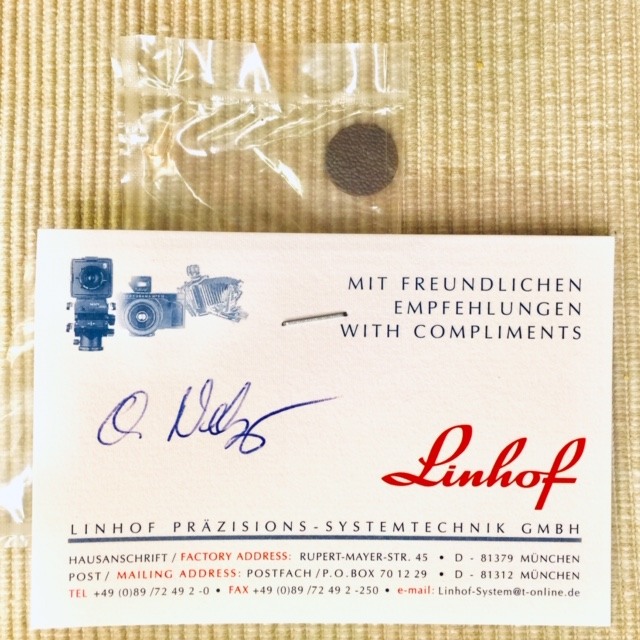 MIT FREUNDLICHEN
EMPFEHLUNGEN
WITH COMPLIMENTS
Linhof
LINHOF PRÄZISIONS-SYSTEMTECHNIK GMBH
HAUSANSCHRIFT / FACTORY ADDRESS: RUPERT-MAYER-STR. 45 • D - 81379 MÜNCHEN
POST / MAILING ADDRESS: POSTFACH / P.O. BOX 70 12 29 • D - 81312 MÜNCHEN
TEL +49 (0)89 /72 49 2 -0 • FAX +49 (0)89 /72 49 2 -250 • e-mail: Linhof-System@t-online.de